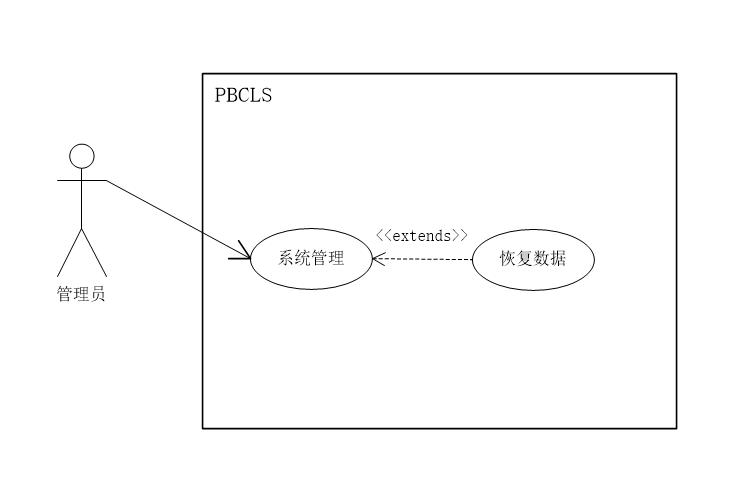 PBCLS
<<extends>>
系统管理
恢复数据
管理员